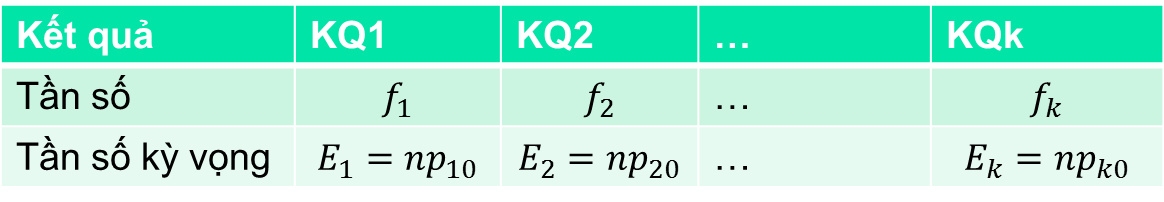 Kết quả KQ1 KQ2 … KQk
Tần số f₁ f₂ … fₖ
Tần số kỳ vọng E₁ = np₁₀ E₂ = np₂₀ … Eₖ = npₖ₀